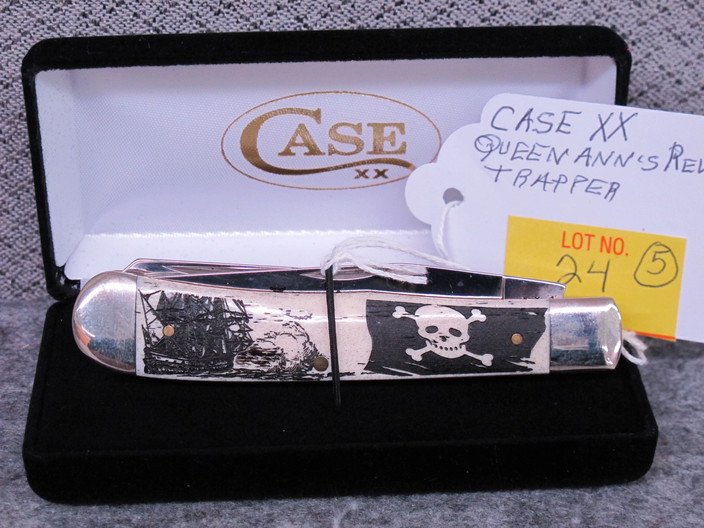 CASE
XX
CASE XX
QUEEN ANN'S REV
TRAPPER
LOT NO.
24 5